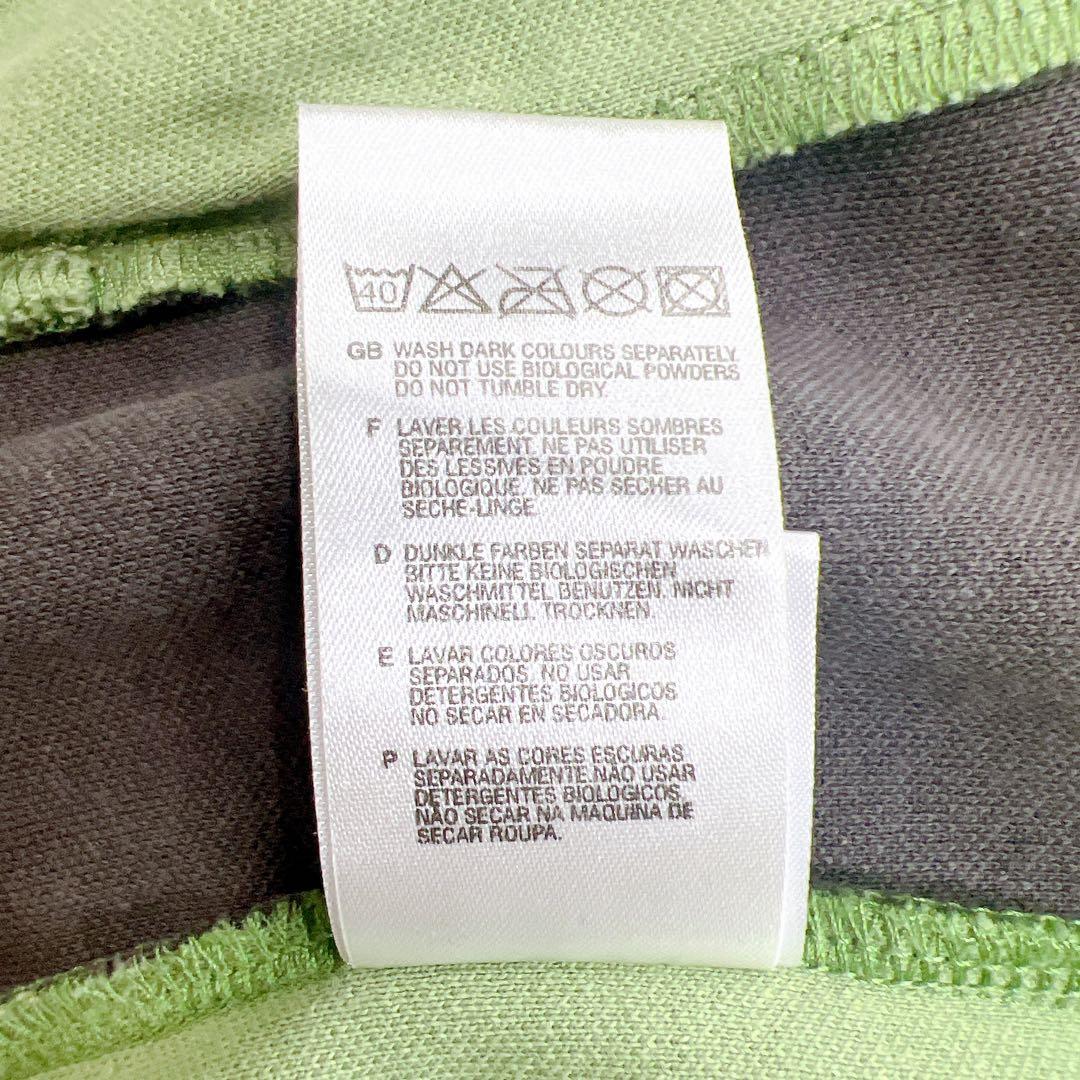 40
GB WASH DARK COLOURS SEPARATELY.
DO NOT USE BIOLOGICAL POWDERS
DO NOT TUMBLE DRY.
F LAVER LES COULEURS SOMBRES
SEPAREMENT. NE PAS UTILISER
DES LESSIVES EN POUDRE
BIOLOGIQUE. NE PAS SECHER AU
SECHE-LINGE.
D DUNKLE FARBEN SEPARAT WASCHEN
BITTE KEINE BIOLOGISCHEN
WASCHMITTEL BENUTZEN. NICHT
MASCHINELL TROCKNEN.
E LAVAR COLORES OSCUROS
SEPARADOS. NO USAR
DETERGENTES BIOLOGICOS
NO SECAR EN SECADORA.
P LAVAR AS CORES ESCURAS
SEPARADAMENTE.NÃO USAR
DETERGENTES BIOLOGICOS.
NÃO SECAR NA MAQUINA DE
SECAR ROUPA.